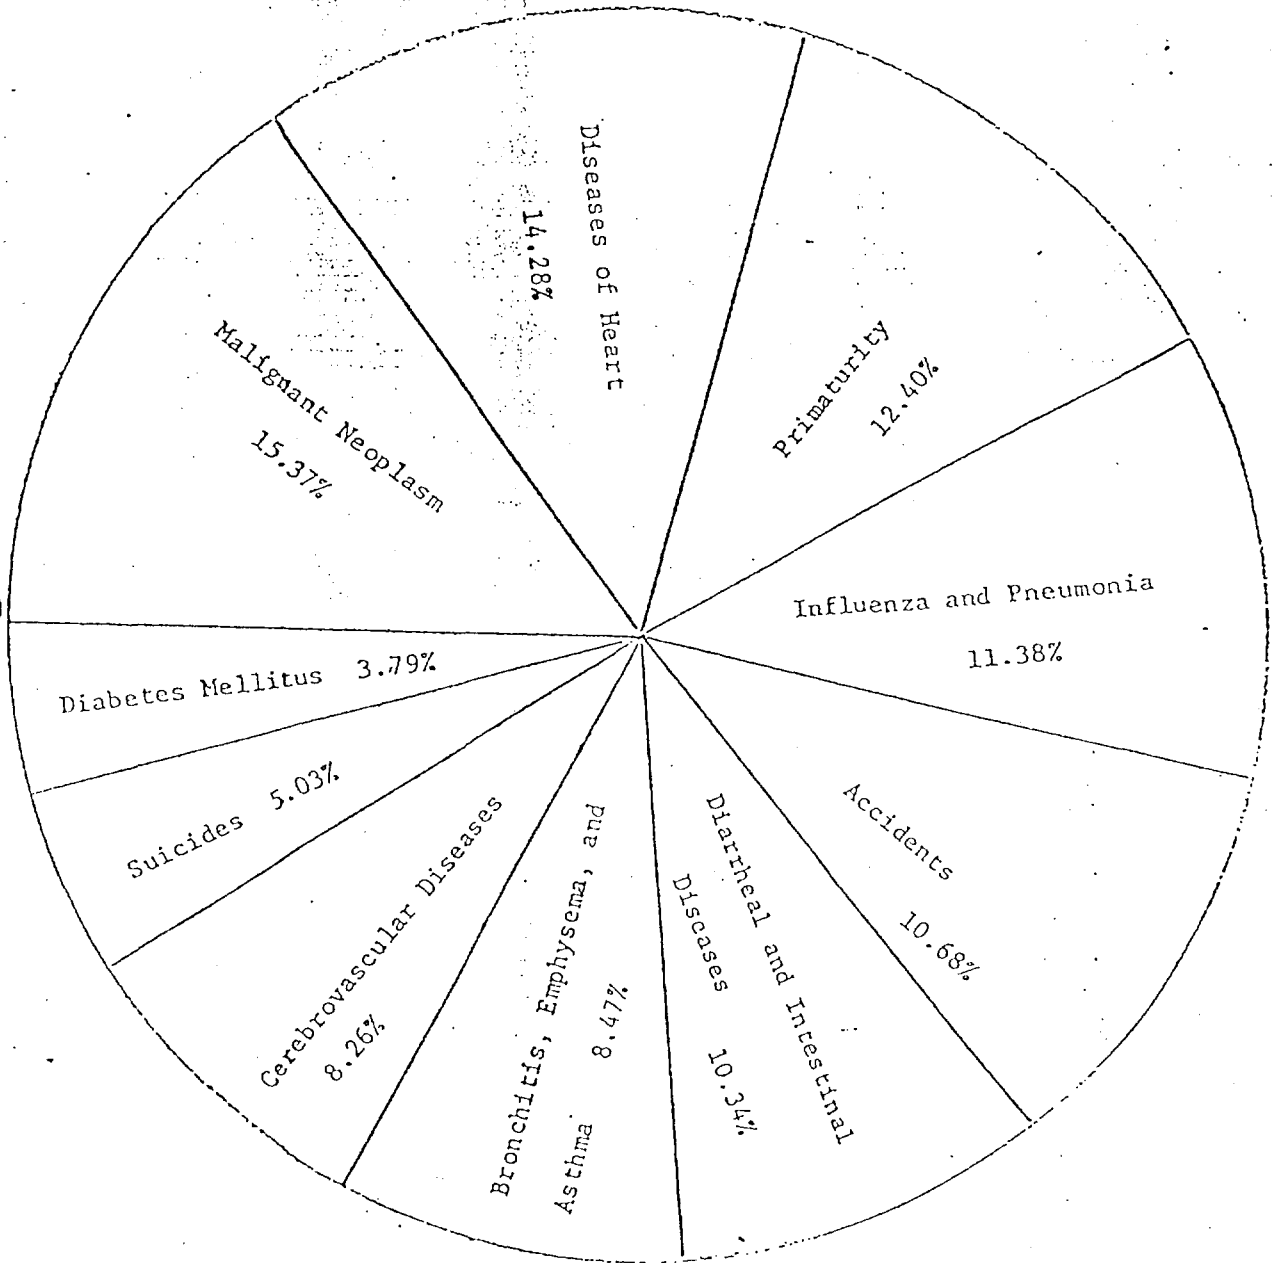 Diseases of Heart
14.28%
Primaturity
12.40%
Influenza and Pneumonia
11.38%
Accidents
10.68%
Diarrheal and Intestinal
Discases 10.34%
Bronchitis, Emphysema, and
Asthma 8.47%
Cerebrovascular Diseases
8.26%
Suicides 5.03%
Diabetes Mellitus 3.79%
Malignant Neoplasm
15.37%